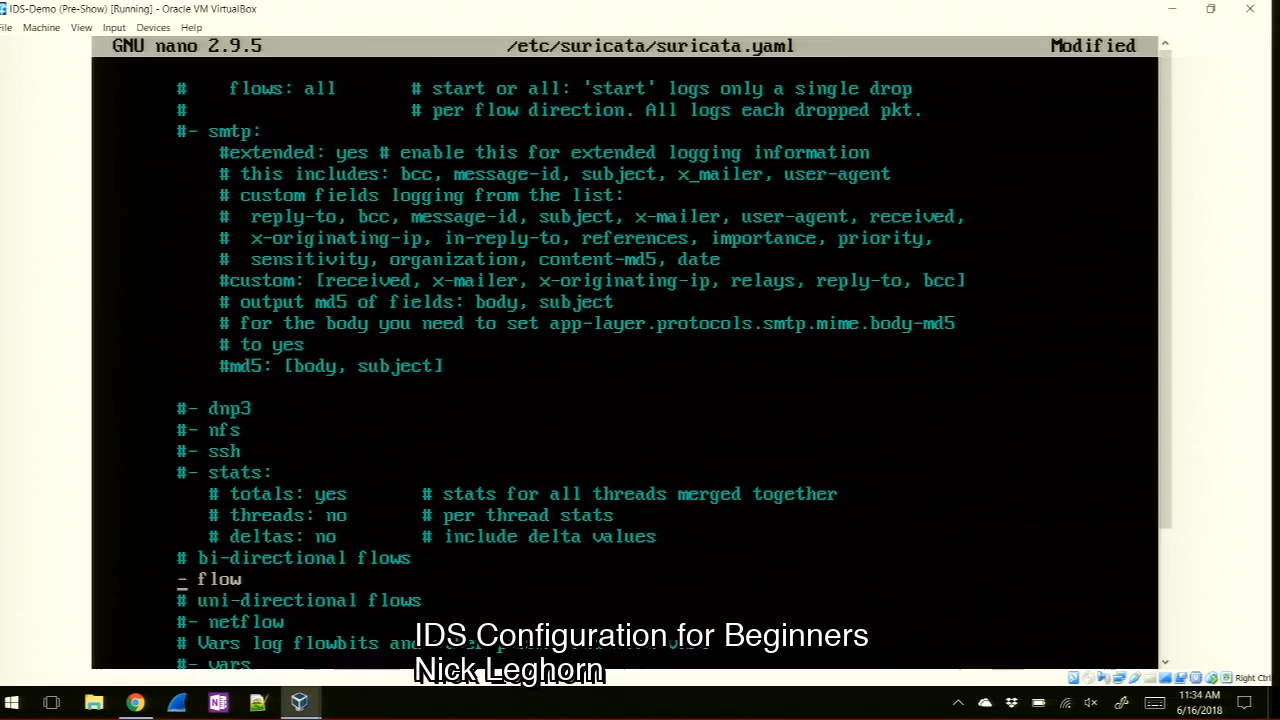 IDS-Demo (Pre-Show) [Running] - Oracle VM VirtualBox
File Machine View Input Devices Help
GNU nano 2.9.5 /etc/suricata/suricata.yaml Modified
# flows: all # start or all: 'start' logs only a single drop
# # per flow direction. All logs each dropped pkt.
#- smtp:
#extended: yes # enable this for extended logging information
# this includes: bcc, message-id, subject, x_mailer, user-agent
# custom fields logging from the list:
# reply-to, bcc, message-id, subject, x-mailer, user-agent, received,
# x-originating-ip, in-reply-to, references, importance, priority,
# sensitivity, organization, content-md5, date
#custom: [received, x-mailer, x-originating-ip, relays, reply-to, bcc]
# output md5 of fields: body, subject
# for the body you need to set app-layer.protocols.smtp.mime.body-md5
# to yes
#md5: [body, subject]
#- dnp3
#- nfs
#- ssh
#- stats:
# totals: yes # stats for all threads merged together
# threads: no # per thread stats
# deltas: no # include delta values
# bi-directional flows
- flow
# uni-directional flows
#- netflow
# Vars log flowbits and
#- vars
IDS Configuration for Beginners
Nick Leghorn
Right Ctrl
11:34 AM
6/16/2018